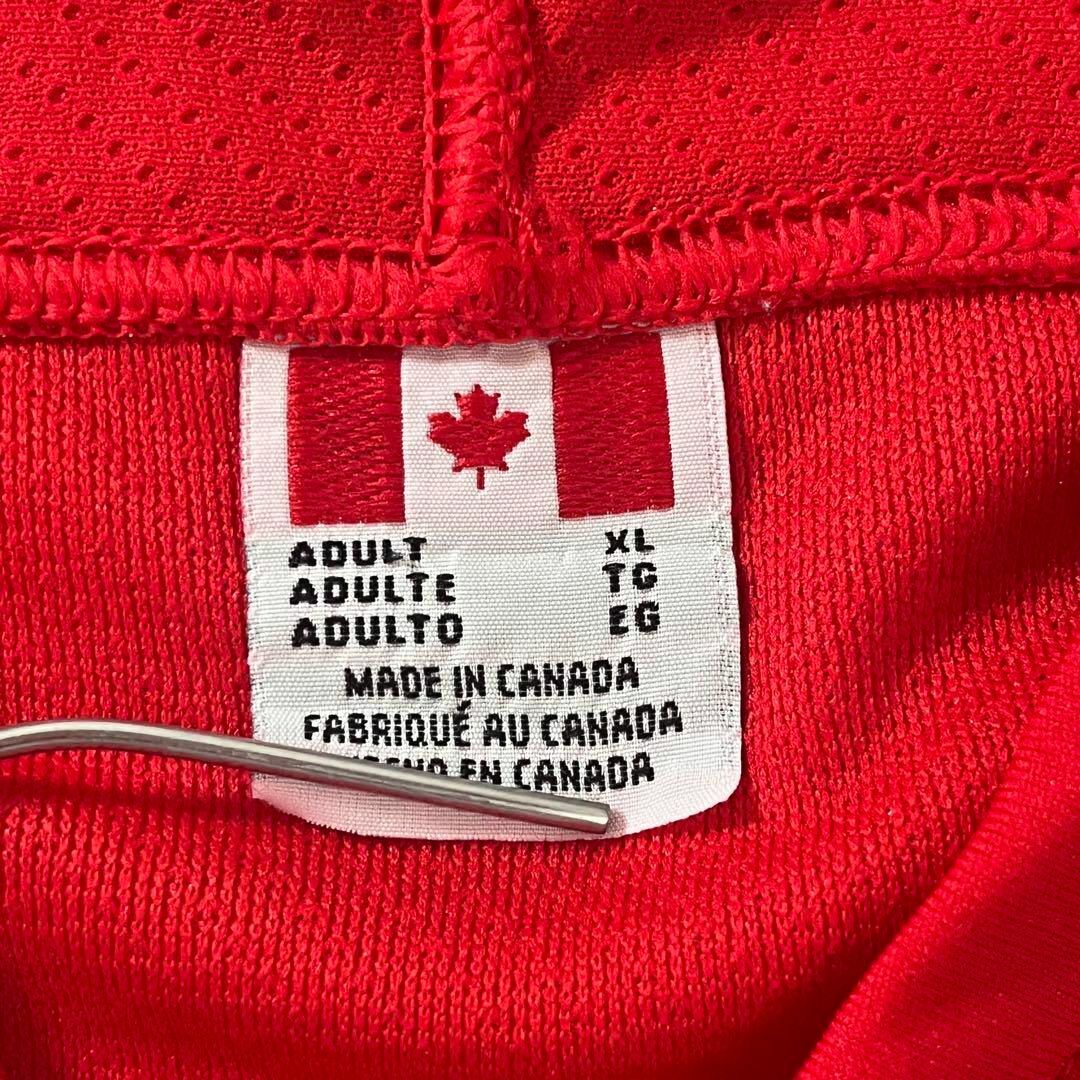 ADULT XL
ADULTE TG
ADULTO EG
MADE IN CANADA
FABRIQUÉ AU CANADA
EN CANADA